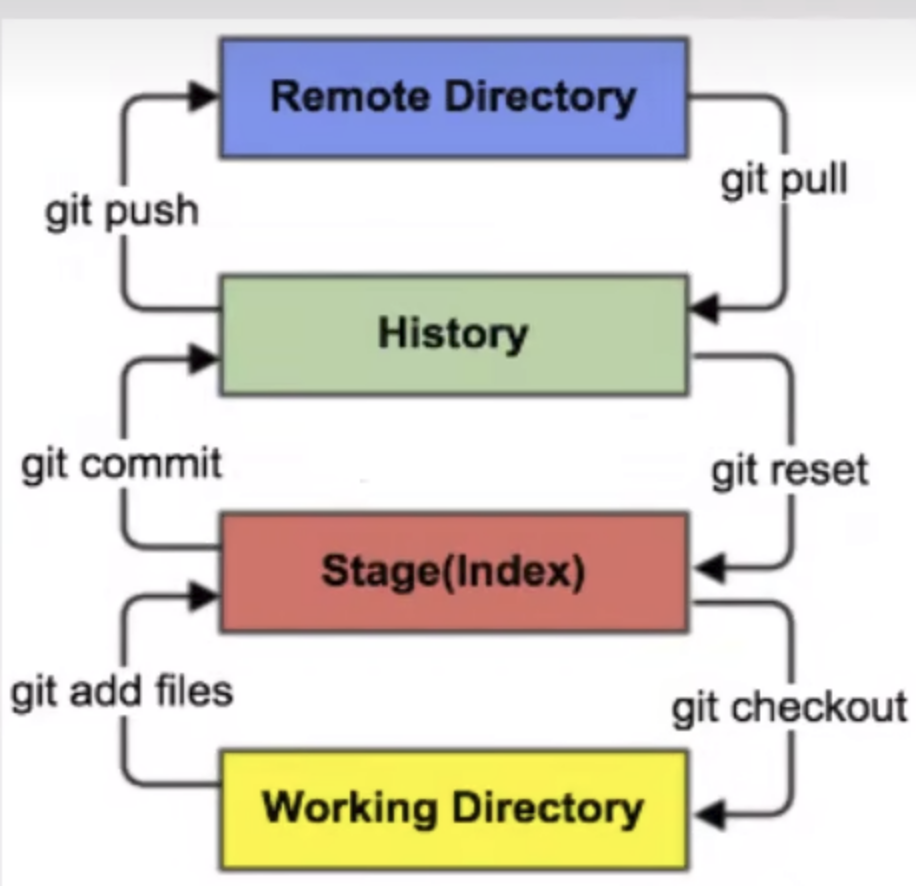 Remote Directory
git pull
git push
History
git commit
git reset
Stage(Index)
git add files
git checkout
Working Directory